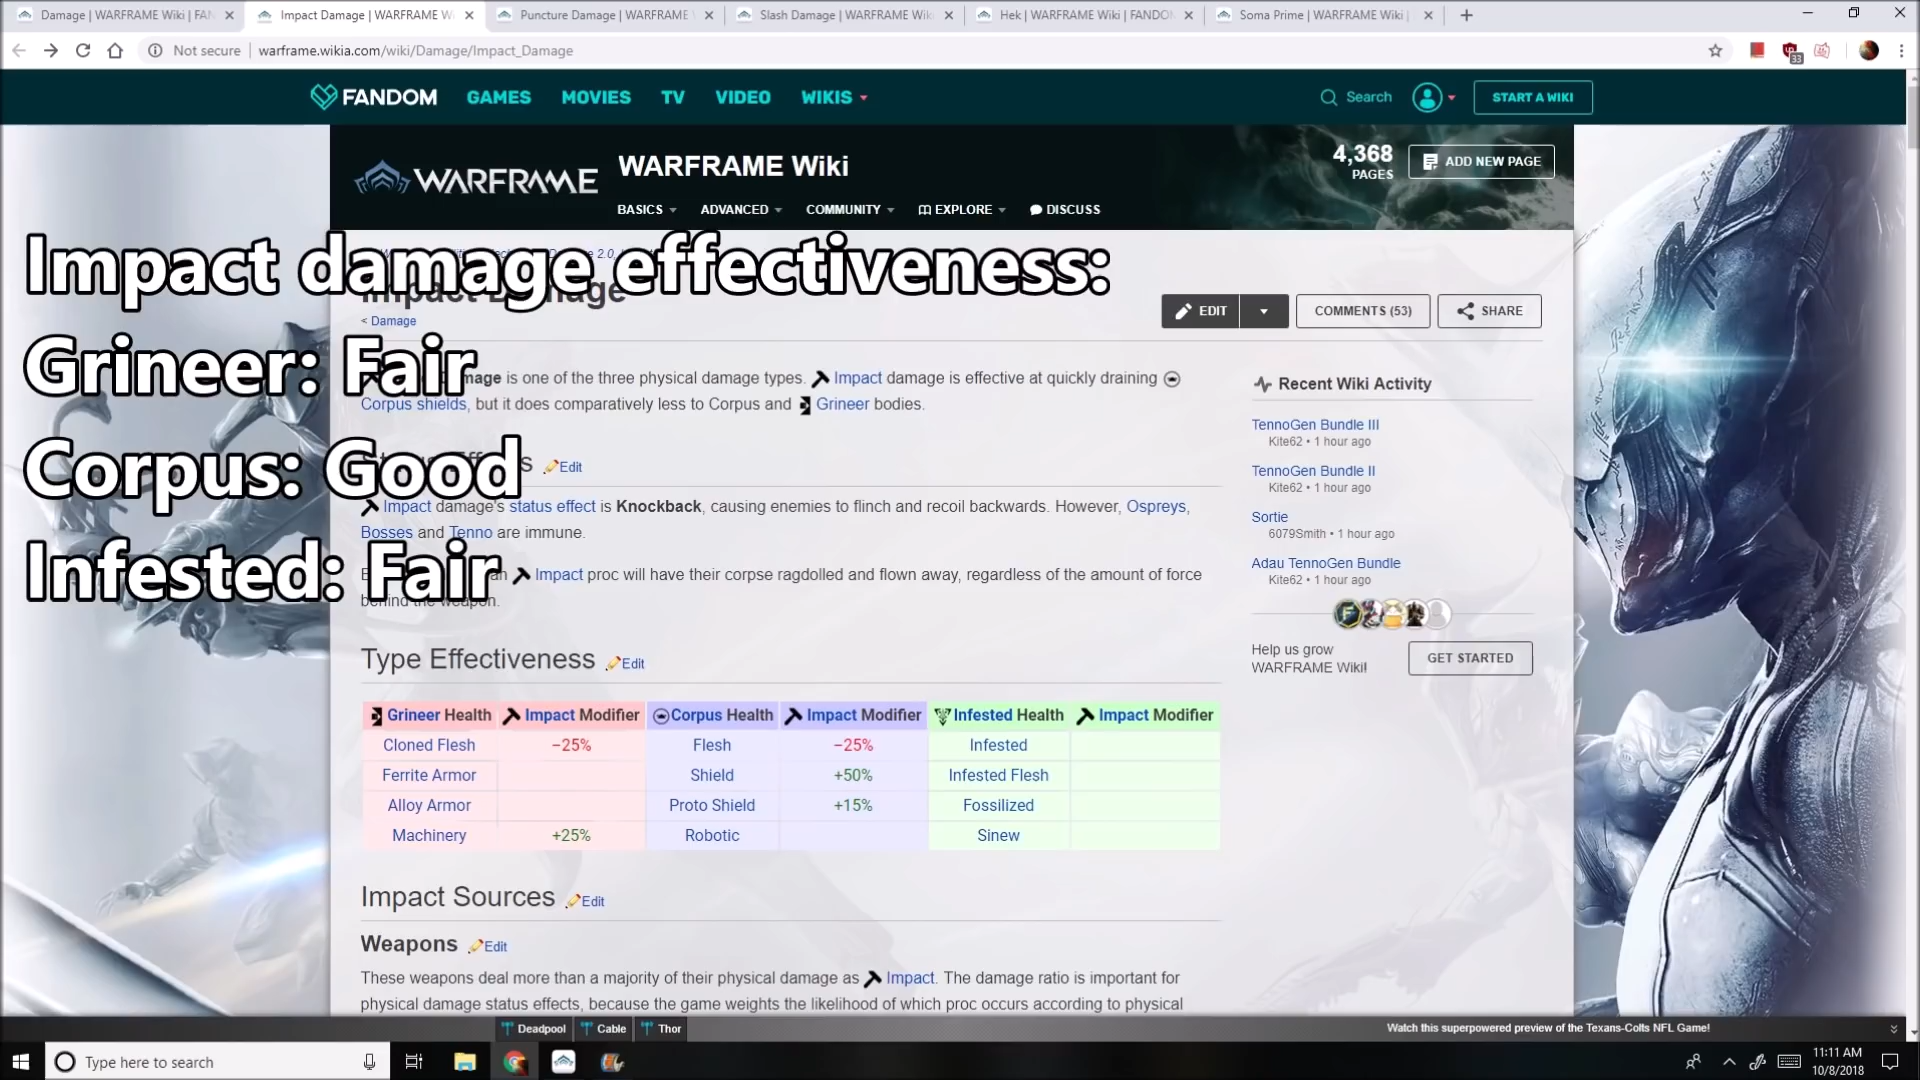 Damage | WARFRAME Wiki | FAN
Impact Damage | WARFRAME W
Puncture Damage | WARFRAME
Slash Damage | WARFRAME Wiki
Hek | WARFRAME Wiki | FANDOM
Soma Prime | WARFRAME Wiki |
Not secure | warframe.wikia.com/wiki/Damage/Impact_Damage
33
FANDOM GAMES MOVIES TV VIDEO WIKIS Search START A WIKI
WARFRAME
WARFRAME Wiki
4,368
PAGES
ADD NEW PAGE
BASICS ADVANCED COMMUNITY EXPLORE DISCUSS
Impact damage effectiveness:
Grineer: Fair
Corpus: Good
Infested: Fair
2.0,
< Damage
EDIT COMMENTS (53) SHARE
is one of the three physical damage types. Impact damage is effective at quickly draining
Corpus shields, but it does comparatively less to Corpus and Grineer bodies.
Edit
Impact damage's status effect is Knockback, causing enemies to flinch and recoil backwards. However, Ospreys,
Bosses and Tenno are immune.
an Impact proc will have their corpse ragdolled and flown away, regardless of the amount of force
behind the weapon.
Type Effectiveness Edit
Grineer Health Impact Modifier Corpus Health Impact Modifier Infested Health Impact Modifier
Cloned Flesh −25% Flesh −25% Infested
Ferrite Armor Shield +50% Infested Flesh
Alloy Armor Proto Shield +15% Fossilized
Machinery +25% Robotic Sinew
Impact Sources Edit
Weapons Edit
These weapons deal more than a majority of their physical damage as Impact. The damage ratio is important for
physical damage status effects, because the game weights the likelihood of which proc occurs according to physical
Recent Wiki Activity
TennoGen Bundle III
Kite62 • 1 hour ago
TennoGen Bundle II
Kite62 • 1 hour ago
Sortie
6079Smith • 1 hour ago
Adau TennoGen Bundle
Kite62 • 1 hour ago
Help us grow
WARFRAME Wiki!
GET STARTED
Deadpool Cable Thor
Watch this superpowered preview of the Texans-Colts NFL Game!
Type here to search
11:11 AM
10/8/2018